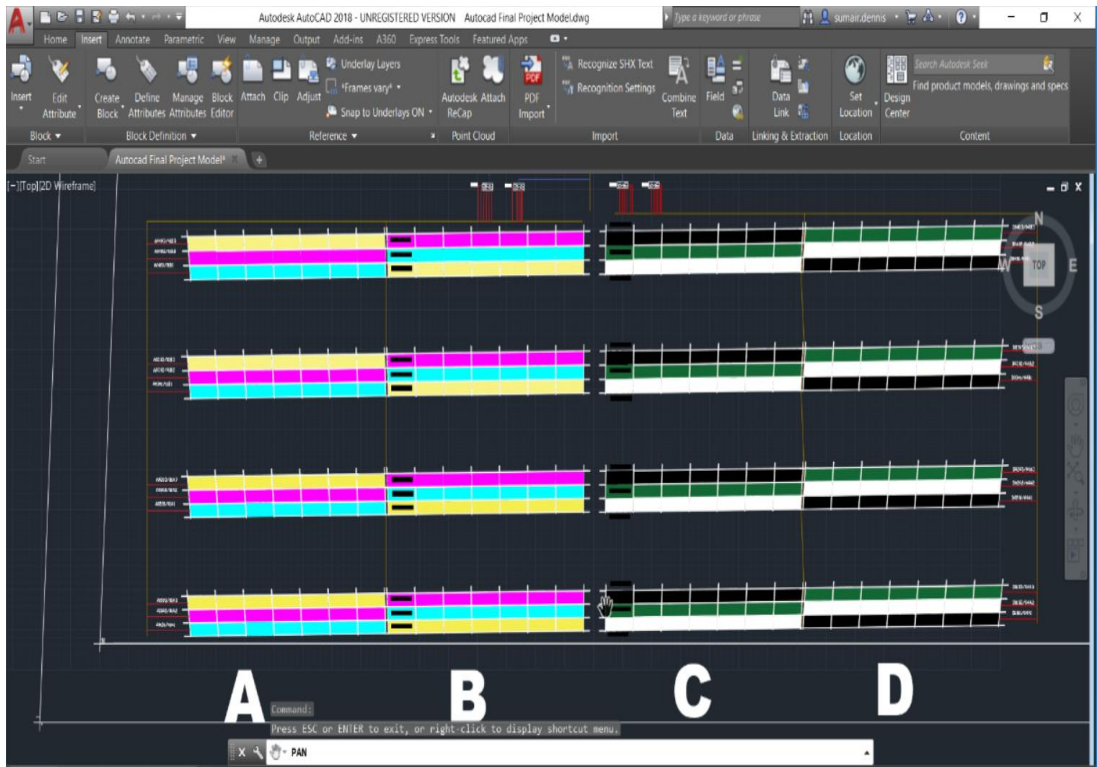 Autodesk AutoCAD 2018 - UNREGISTERED VERSION Autocad Final Project Model.dwg
Type a keyword or phrase
sumair.dennis
Home Insert Annotate Parametric View Manage Output Add-ins A360 Express Tools Featured Apps
Insert
Edit Attribute
Create Block
Define Attributes
Manage Attributes
Block Editor
Attach
Clip
Adjust
Underlay Layers
*Frames vary*
Snap to Underlays ON
Autodesk ReCap
Attach
PDF
PDF Import
Recognize SHX Text
Recognition Settings
Combine Text
Field
Data Link
Set Location
Design Center
Search Autodesk Seek
Find product models, drawings and specs
Block
Block Definition
Reference
Point Cloud
Import
Data
Linking & Extraction
Location
Content
Start
Autocad Final Project Model*
[-][Top][2D Wireframe]
N
W TOP E
S
A B C D
Command:
Press ESC or ENTER to exit, or right-click to display shortcut menu.
PAN